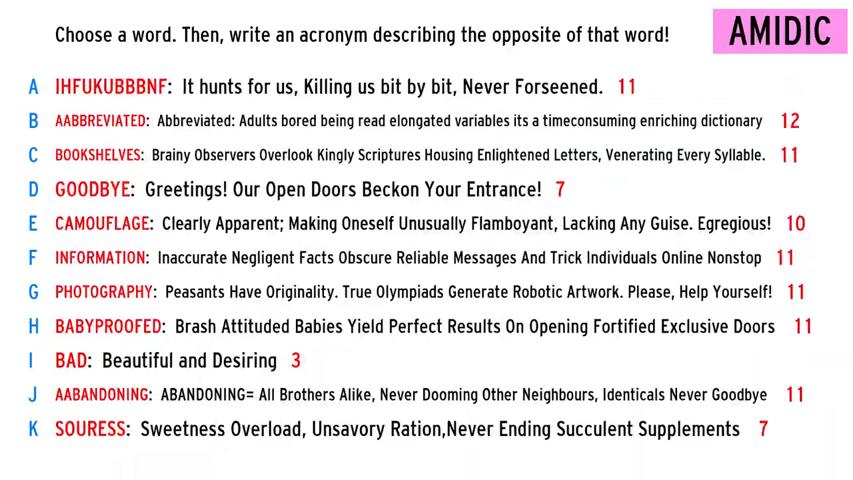 Choose a word. Then, write an acronym describing the opposite of that word!
AMIDIC
A IHFUKUBBBNF: It hunts for us, Killing us bit by bit, Never Forseened. 11
B AABBREVIATED: Abbreviated: Adults bored being read elongated variables its a timeconsuming enriching dictionary 12
C BOOKSHELVES: Brainy Observers Overlook Kingly Scriptures Housing Enlightened Letters, Venerating Every Syllable. 11
D GOODBYE: Greetings! Our Open Doors Beckon Your Entrance! 7
E CAMOUFLAGE: Clearly Apparent; Making Oneself Unusually Flamboyant, Lacking Any Guise. Egregious! 10
F INFORMATION: Inaccurate Negligent Facts Obscure Reliable Messages And Trick Individuals Online Nonstop 11
G PHOTOGRAPHY: Peasants Have Originality. True Olympiads Generate Robotic Artwork. Please, Help Yourself! 11
H BABYPROOFED: Brash Attituded Babies Yield Perfect Results On Opening Fortified Exclusive Doors 11
I BAD: Beautiful and Desiring 3
J AABANDONING: ABANDONING= All Brothers Alike, Never Dooming Other Neighbours, Identicals Never Goodbye 11
K SOURESS: Sweetness Overload, Unsavory Ration,Never Ending Succulent Supplements 7